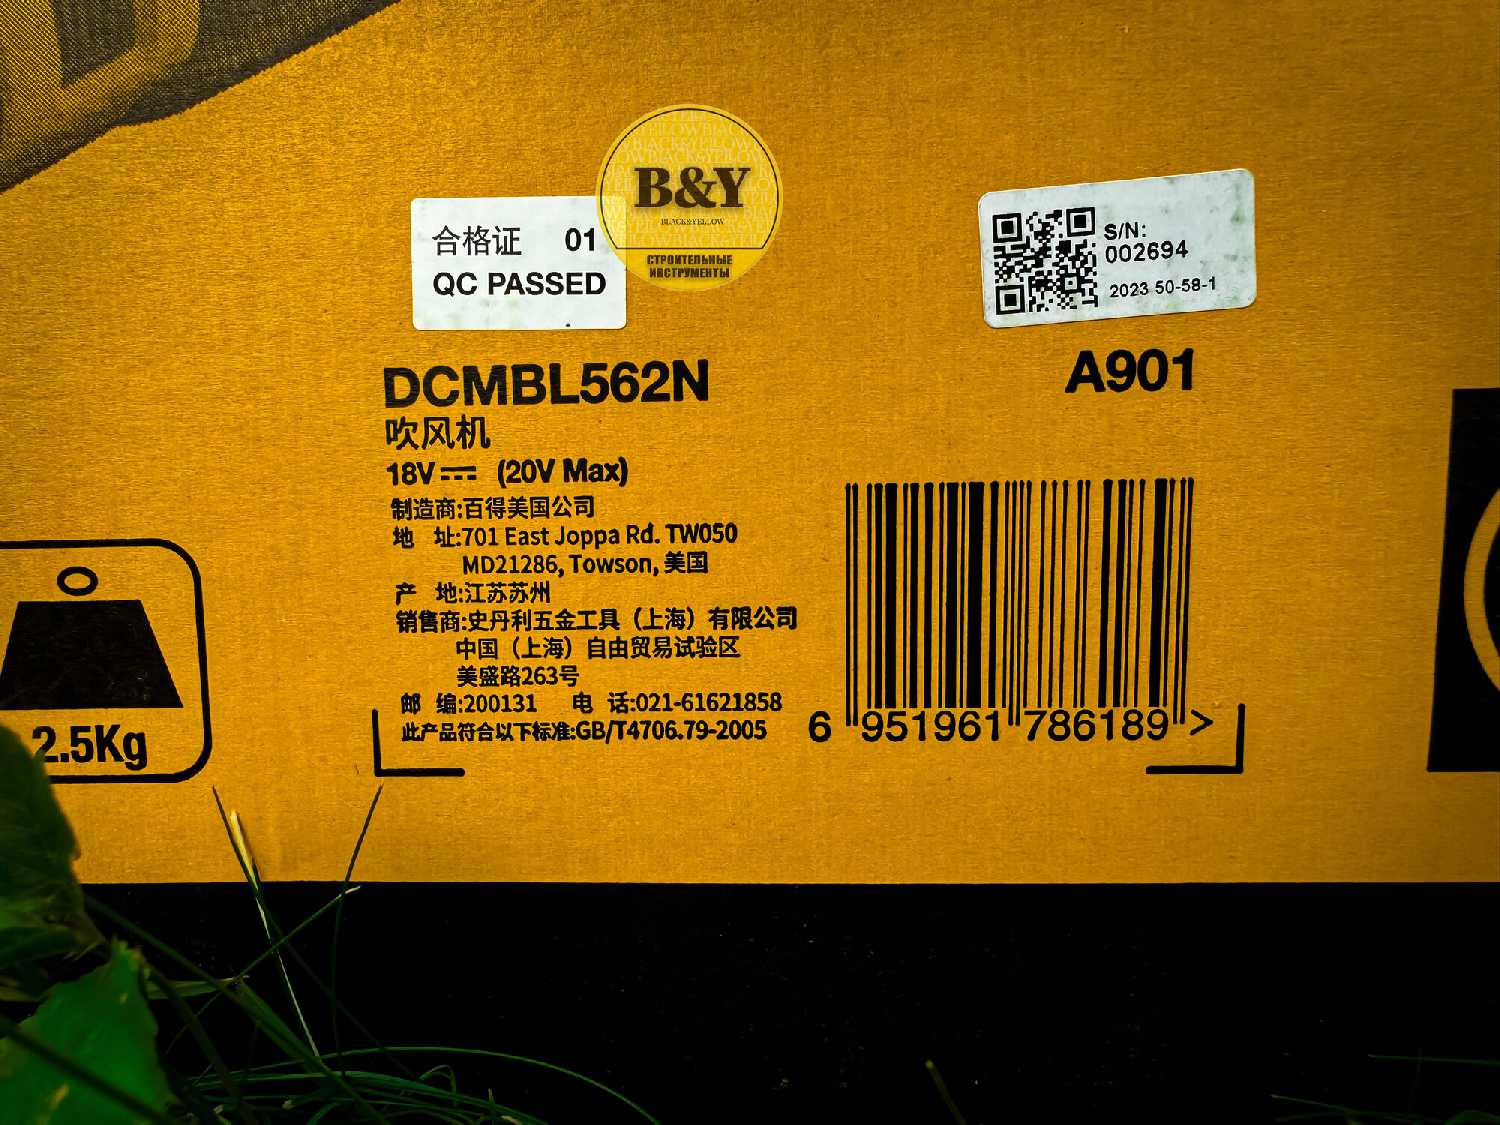 B&Y
BLACK&YELLOW
СТРОИТЕЛЬНЫЕ
ИНСТРУМЕНТЫ
合格证 01
QC PASSED
S/N:
002694
2023 50-58-1
DCMBL562N
A901
吹风机
18V (20V Max)
制造商:百得美国公司
地 址:701 East Joppa Rd. TW050
MD21286, Towson, 美国
产 地:江苏苏州
销售商:史丹利五金工具（上海）有限公司
中国（上海）自由贸易试验区
美盛路263号
邮 编:200131 电 话:021-61621858
此产品符合以下标准:GB/T4706.79-2005
6 951961 786189 >
2.5Kg